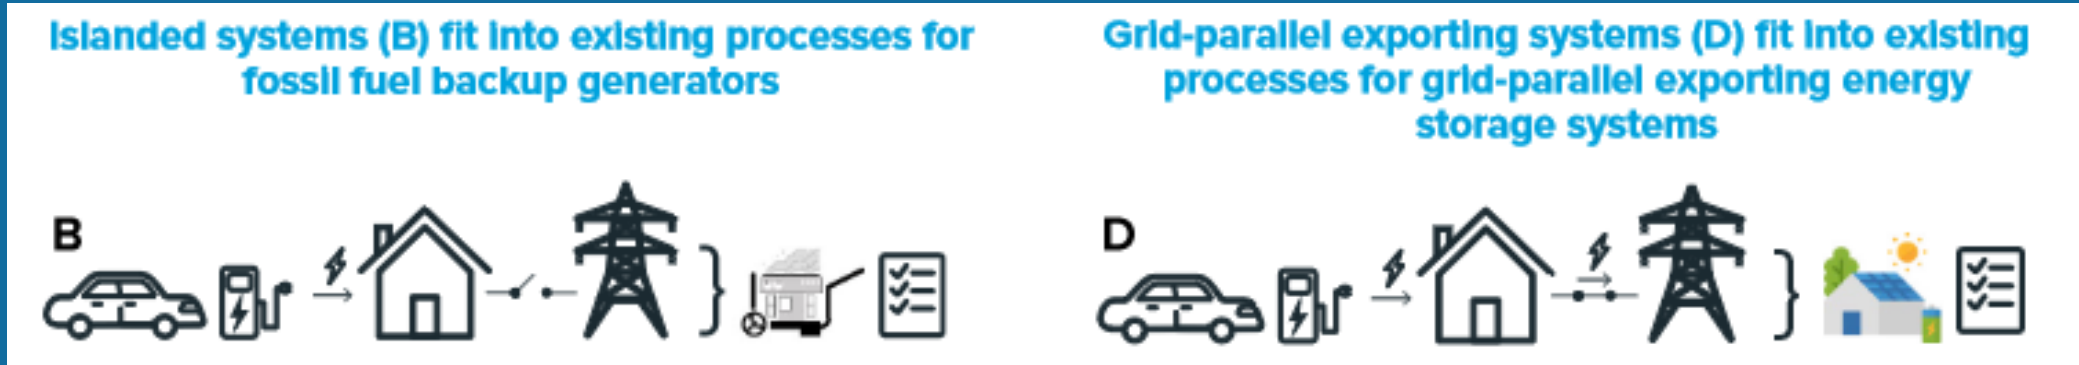 Islanded systems (B) fit into existing processes for
fossil fuel backup generators
Grid-parallel exporting systems (D) fit into existing
processes for grid-parallel exporting energy
storage systems
B
D